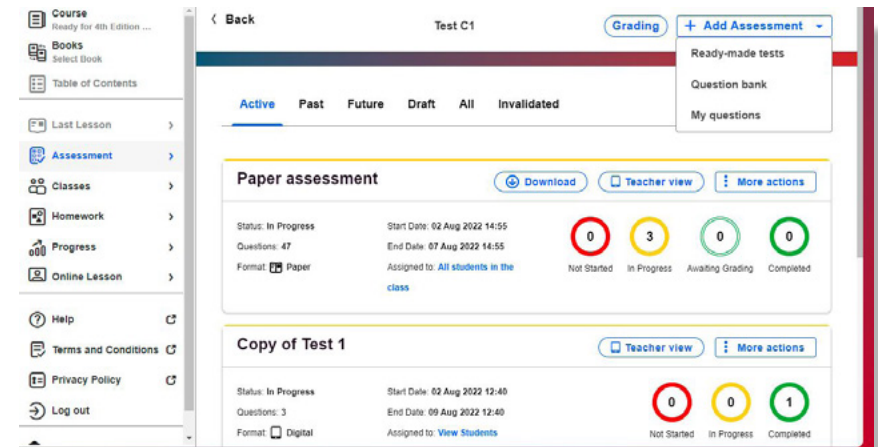 Course
Ready for 4th Edition ...
Books
Select Book
Table of Contents
Last Lesson
Assessment
Classes
Homework
Progress
Online Lesson
Help
Terms and Conditions
Privacy Policy
Log out
Back
Test C1
Grading
+ Add Assessment
Ready-made tests
Question bank
My questions
Active Past Future Draft All Invalidated
Paper assessment
Download
Teacher view
More actions
Status: In Progress
Questions: 47
Format: Paper
Start Date: 02 Aug 2022 14:55
End Date: 07 Aug 2022 14:55
Assigned to: All students in the
class
0 3 0 0
Not Started In Progress Awaiting Grading Completed
Copy of Test 1
Teacher view
More actions
Status: In Progress
Questions: 3
Format: Digital
Start Date: 02 Aug 2022 12:40
End Date: 09 Aug 2022 12:40
Assigned to: View Students
0 0 1
Not Started In Progress Completed